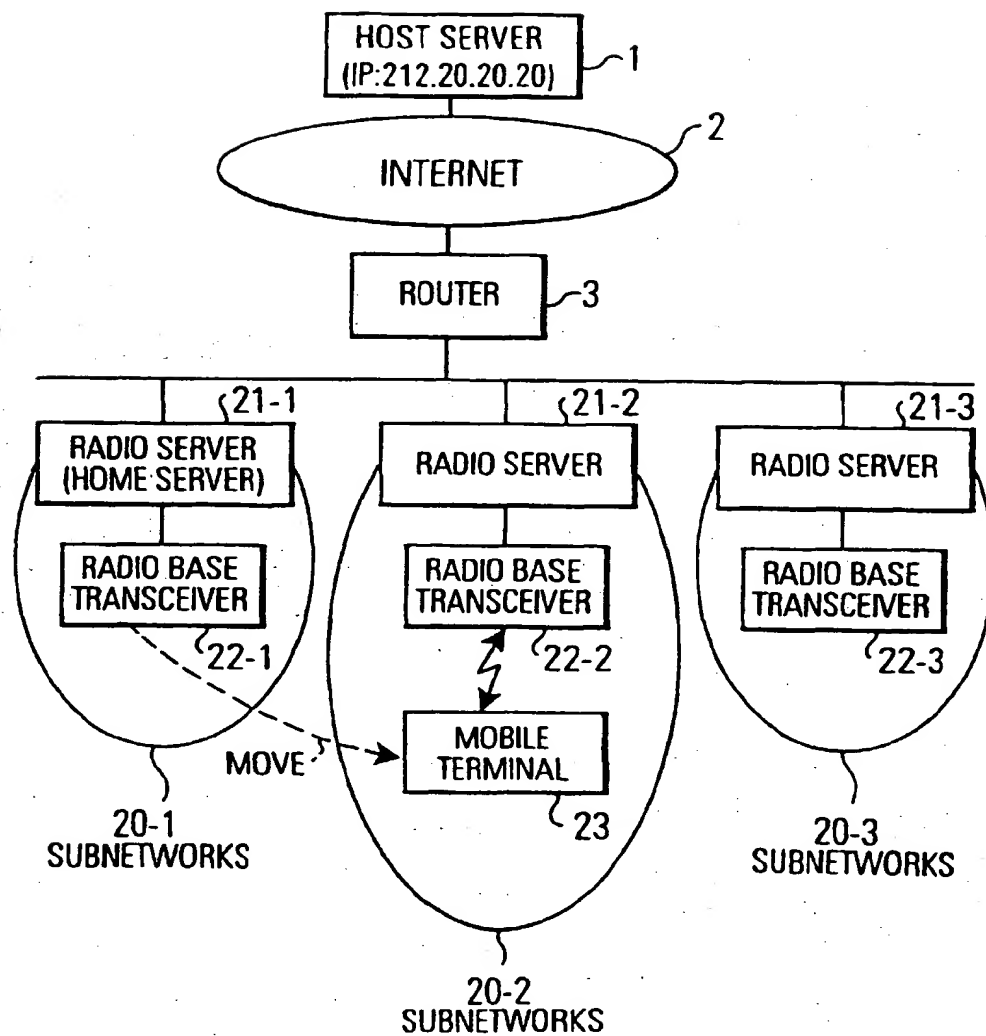 HOST SERVER
(IP:212.20.20.20)
1
2
INTERNET
ROUTER
3
21-1
21-2
21-3
RADIO SERVER
(HOME SERVER)
RADIO SERVER
RADIO SERVER
RADIO BASE
TRANSCEIVER
RADIO BASE
TRANSCEIVER
RADIO BASE
TRANSCEIVER
22-1
22-2
22-3
MOVE
MOBILE
TERMINAL
23
20-1
SUBNETWORKS
20-3
SUBNETWORKS
20-2
SUBNETWORKS